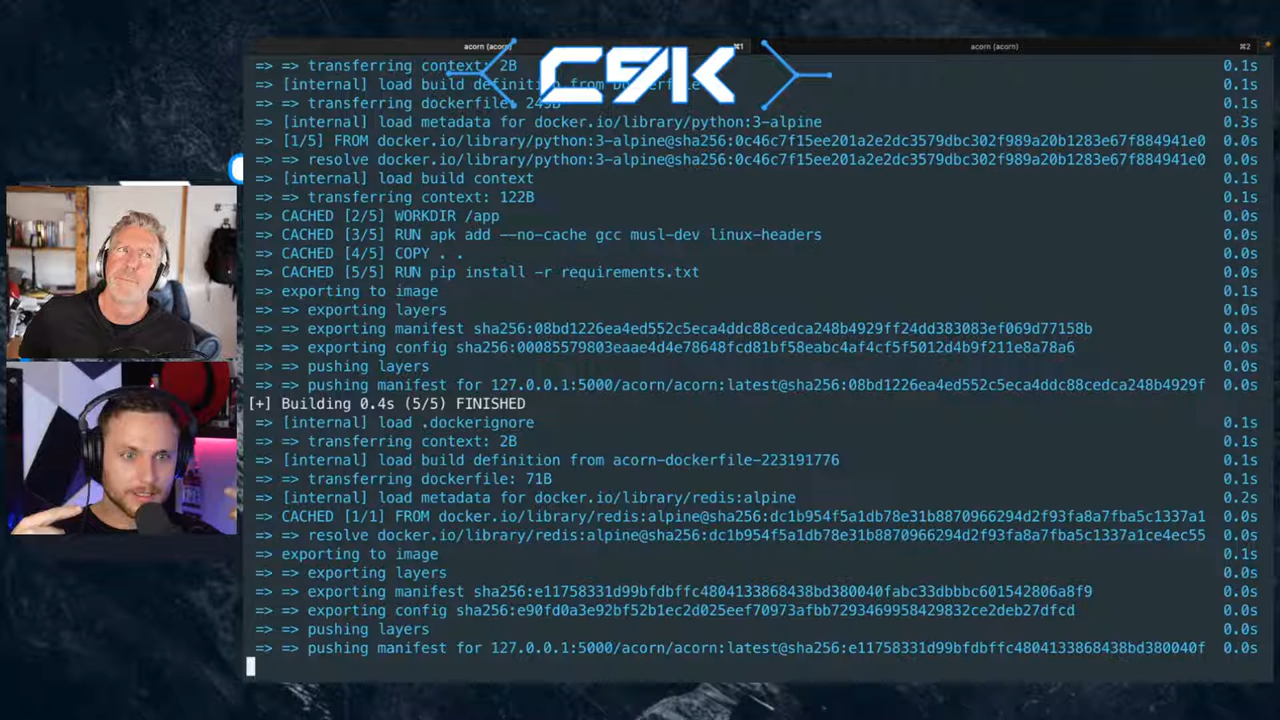 acorn (acorn) ⌘1 acorn (acorn) ⌘2
C9K
=> => transferring context: 2B 0.1s
=> [internal] load build definition from Dockerfile 0.1s
=> => transferring dockerfile: 249B 0.1s
=> [internal] load metadata for docker.io/library/python:3-alpine 0.3s
=> [1/5] FROM docker.io/library/python:3-alpine@sha256:0c46c7f15ee201a2e2dc3579dbc302f989a20b1283e67f884941e0 0.0s
=> => resolve docker.io/library/python:3-alpine@sha256:0c46c7f15ee201a2e2dc3579dbc302f989a20b1283e67f884941e0 0.0s
=> [internal] load build context 0.1s
=> => transferring context: 122B 0.1s
=> CACHED [2/5] WORKDIR /app 0.0s
=> CACHED [3/5] RUN apk add --no-cache gcc musl-dev linux-headers 0.0s
=> CACHED [4/5] COPY . . 0.0s
=> CACHED [5/5] RUN pip install -r requirements.txt 0.0s
=> exporting to image 0.1s
=> => exporting layers 0.0s
=> => exporting manifest sha256:08bd1226ea4ed552c5eca4ddc88cedca248b4929ff24dd383083ef069d77158b 0.0s
=> => exporting config sha256:00085579803eaae4d4e78648fcd81bf58eabc4af4cf5f5012d4b9f211e8a78a6 0.0s
=> => pushing layers 0.0s
=> => pushing manifest for 127.0.0.1:5000/acorn/acorn:latest@sha256:08bd1226ea4ed552c5eca4ddc88cedca248b4929f 0.0s
[+] Building 0.4s (5/5) FINISHED
=> [internal] load .dockerignore 0.1s
=> => transferring context: 2B 0.1s
=> [internal] load build definition from acorn-dockerfile-223191776 0.1s
=> => transferring dockerfile: 71B 0.1s
=> [internal] load metadata for docker.io/library/redis:alpine 0.2s
=> CACHED [1/1] FROM docker.io/library/redis:alpine@sha256:dc1b954f5a1db78e31b8870966294d2f93fa8a7fba5c1337a1 0.0s
=> => resolve docker.io/library/redis:alpine@sha256:dc1b954f5a1db78e31b8870966294d2f93fa8a7fba5c1337a1ce4ec55 0.0s
=> exporting to image 0.1s
=> => exporting layers 0.0s
=> => exporting manifest sha256:e11758331d99bfdbffc4804133868438bd380040fabc33dbbbc601542806a8f9 0.0s
=> => exporting config sha256:e90fd0a3e92bf52b1ec2d025eef70973afbb7293469958429832ce2deb27dfcd 0.0s
=> => pushing layers 0.0s
=> => pushing manifest for 127.0.0.1:5000/acorn/acorn:latest@sha256:e11758331d99bfdbffc4804133868438bd380040f 0.0s